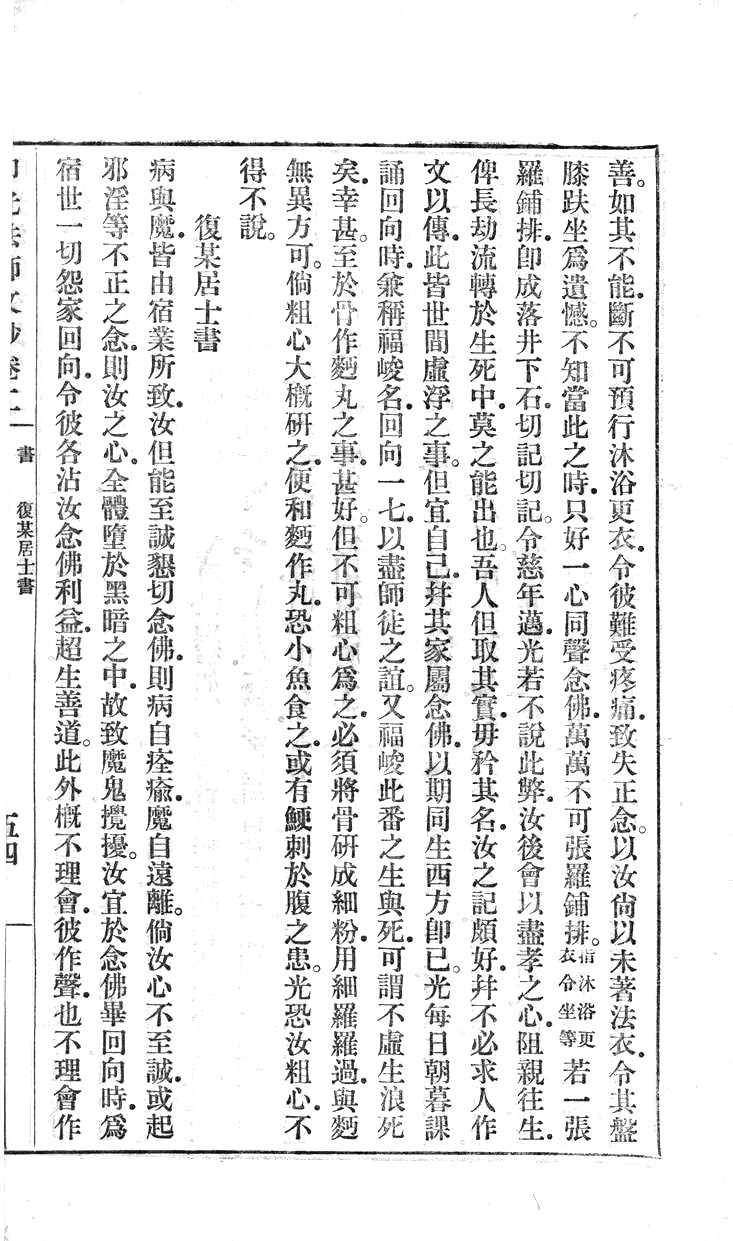 善。如其不能。斷不可預行沐浴更衣。令彼難受疼痛。致失正念。以汝尙以未著法衣。令其盤
膝趺坐爲遺憾。不知當此之時。只好一心同聲念佛。萬萬不可張羅鋪排。指沐浴更衣令坐等若一張
羅鋪排。卽成落井下石。切記切記。令慈年邁。光若不說此弊。汝後會以盡孝之心。阻親往生。
俾長劫流轉於生死中。莫之能出也。吾人但取其實。毋矜其名。汝之記頗好。幷不必求人作
文以傳。此皆世間虛浮之事。但宜自己。幷其家屬念佛。以期同生西方卽已。光每日朝暮課
誦回向時。兼稱福峻名。回向一七。以盡師徒之誼。又福峻此番之生與死。可謂不虛生浪死
矣。幸甚。至於骨作麪丸之事。甚好。但不可粗心爲之。必須將骨硏成細粉。用細羅羅過。與麪
無異方可。倘粗心大槪硏之。便和麪作丸。恐小魚食之。或有鯁刺於腹之患。光恐汝粗心。不
得不說。
復某居士書
病與魔。皆由宿業所致。汝但能至誠懇切念佛。則病自痊瘉。魔自遠離。倘汝心不至誠。或起
邪淫等不正之念。則汝之心。全體墮於黑暗之中。故致魔鬼攪擾。汝宜於念佛畢回向時。爲
宿世一切怨家回向。令彼各沾汝念佛利益。超生善道。此外槪不理會。彼作聲。也不理會。作
印光法師文鈔卷二 書 復某居士書 五四